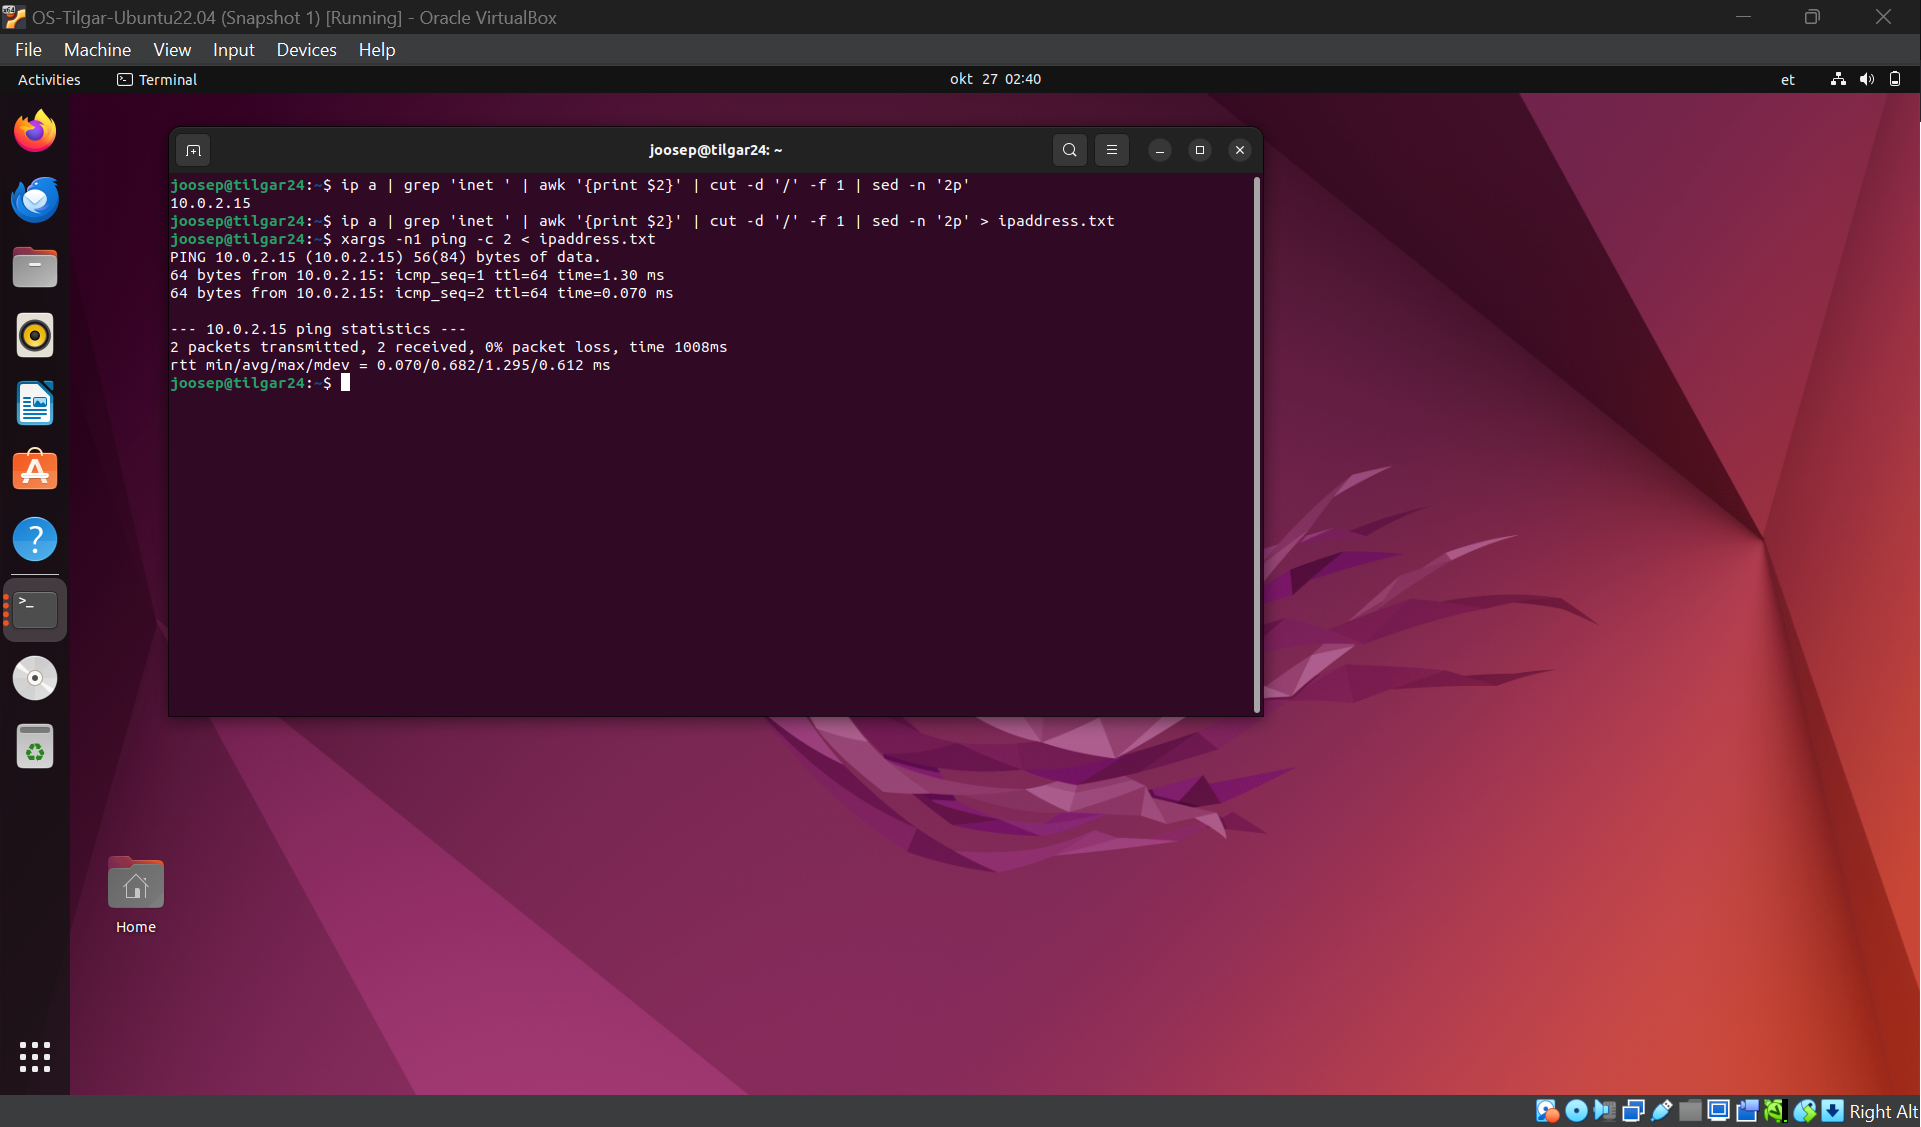 OS-Tilgar-Ubuntu22.04 (Snapshot 1) [Running] - Oracle VirtualBox
File Machine View Input Devices Help
Activities Terminal okt 27 02:40 et
joosep@tilgar24: ~
joosep@tilgar24:~$ ip a | grep 'inet ' | awk '{print $2}' | cut -d '/' -f 1 | sed -n '2p'
10.0.2.15
joosep@tilgar24:~$ ip a | grep 'inet ' | awk '{print $2}' | cut -d '/' -f 1 | sed -n '2p' > ipaddress.txt
joosep@tilgar24:~$ xargs -n1 ping -c 2 < ipaddress.txt
PING 10.0.2.15 (10.0.2.15) 56(84) bytes of data.
64 bytes from 10.0.2.15: icmp_seq=1 ttl=64 time=1.30 ms
64 bytes from 10.0.2.15: icmp_seq=2 ttl=64 time=0.070 ms
--- 10.0.2.15 ping statistics ---
2 packets transmitted, 2 received, 0% packet loss, time 1008ms
rtt min/avg/max/mdev = 0.070/0.682/1.295/0.612 ms
joosep@tilgar24:~$
Home
Right Alt